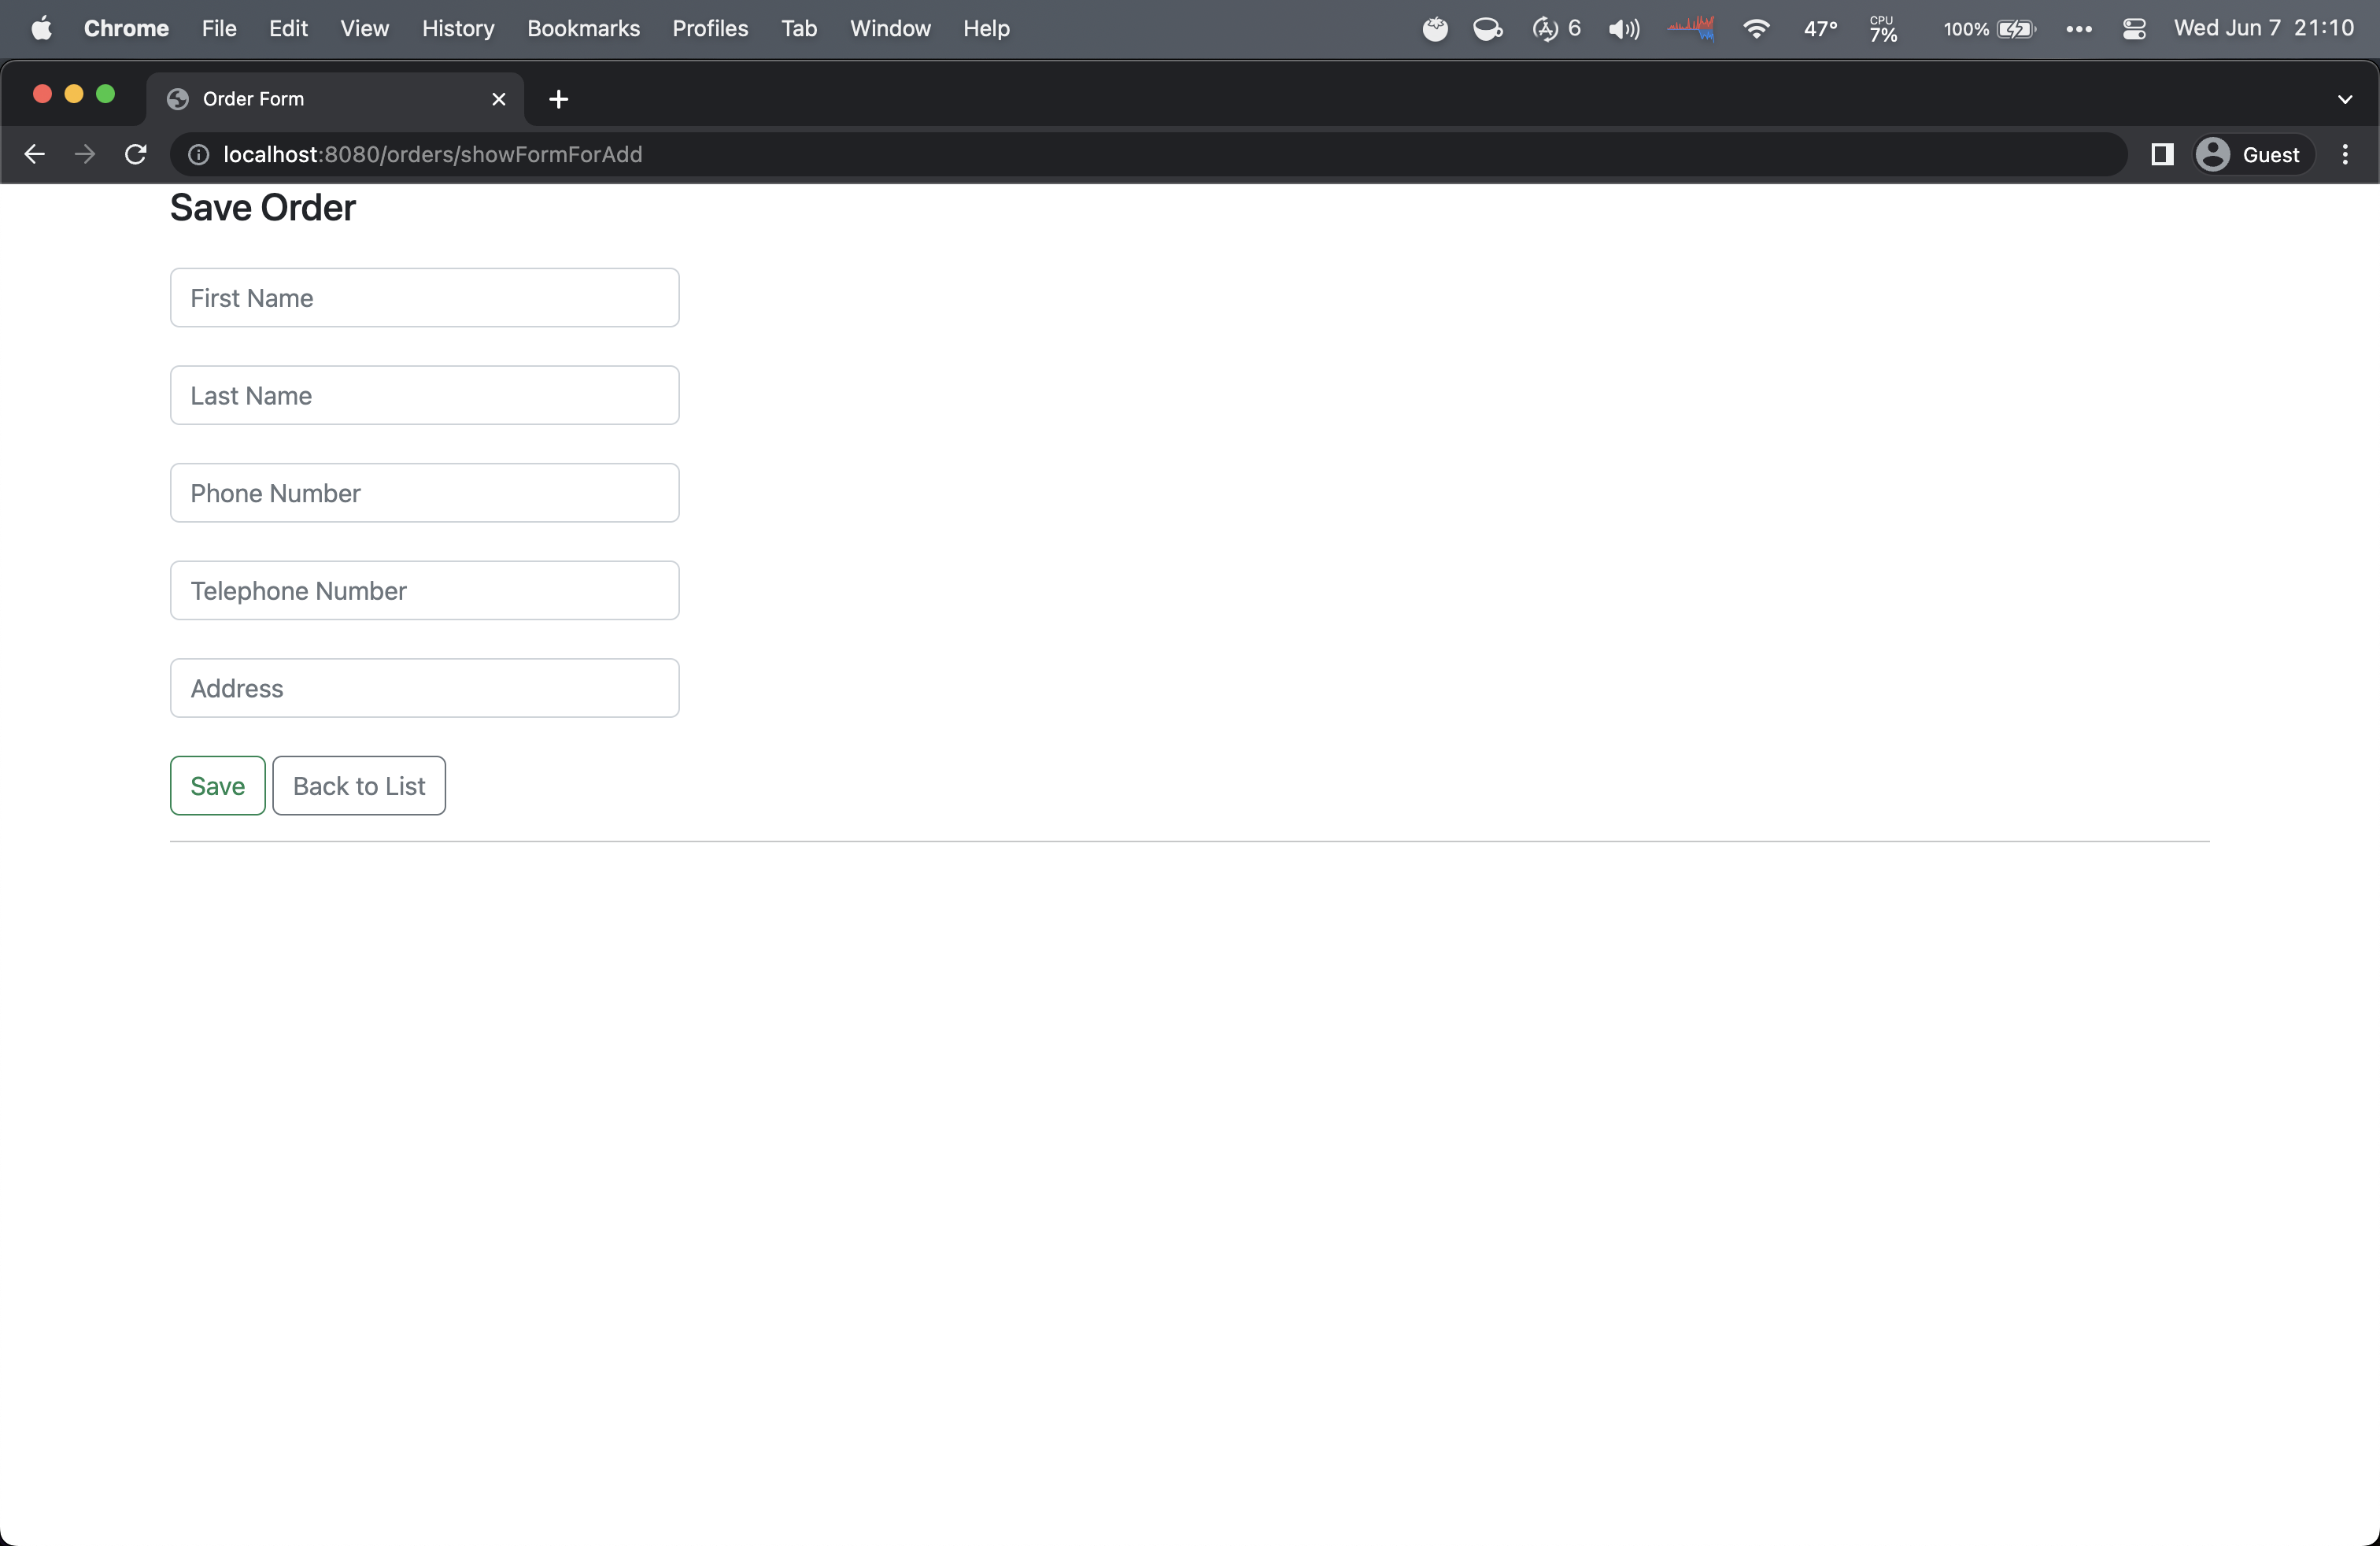 Chrome File Edit View History Bookmarks Profiles Tab Window Help 6 47° CPU 7% 100% Wed Jun 7 21:10
Order Form
localhost:8080/orders/showFormForAdd Guest
Save Order
First Name
Last Name
Phone Number
Telephone Number
Address
Save Back to List